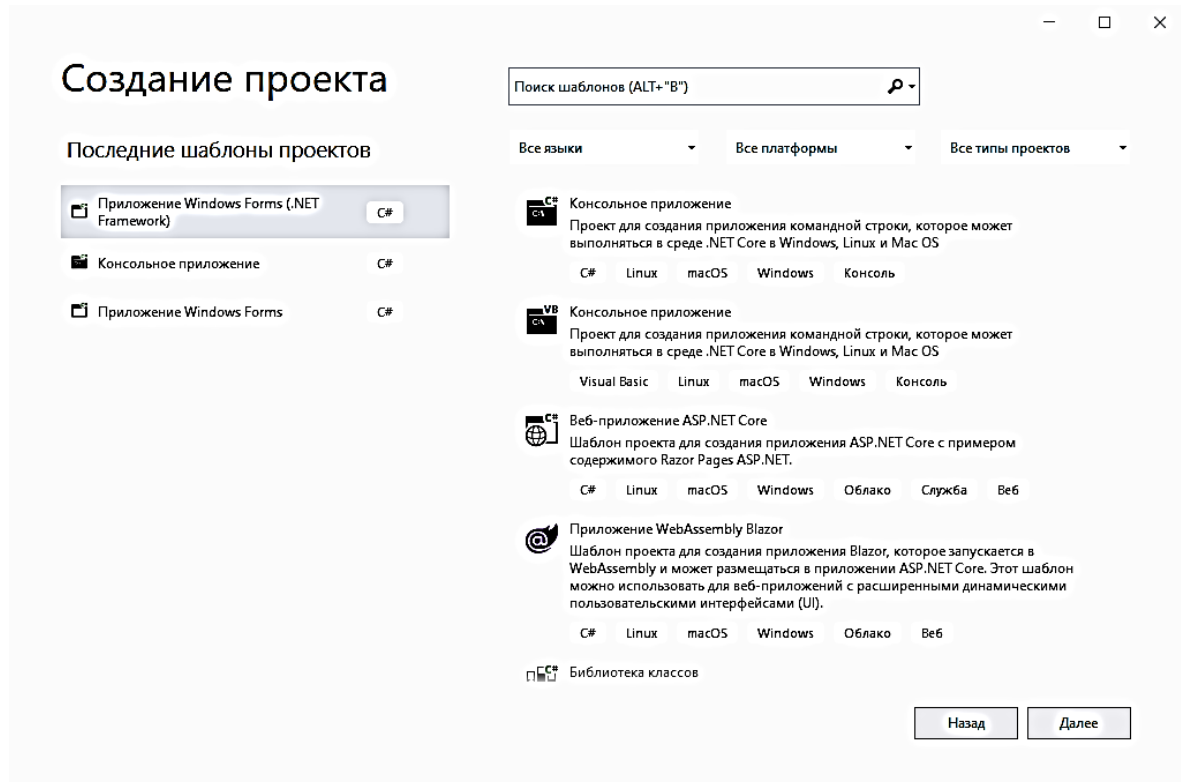 Создание проекта
Поиск шаблонов (ALT+"B")
Последние шаблоны проектов
Все языки
Все платформы
Все типы проектов
Приложение Windows Forms (.NET
Framework)
C#
Консольное приложение
C#
Приложение Windows Forms
C#
C#
Консольное приложение
Проект для создания приложения командной строки, которое может
выполняться в среде .NET Core в Windows, Linux и Mac OS
C# Linux macOS Windows Консоль
VB
Консольное приложение
Проект для создания приложения командной строки, которое может
выполняться в среде .NET Core в Windows, Linux и Mac OS
Visual Basic Linux macOS Windows Консоль
C#
Веб-приложение ASP.NET Core
Шаблон проекта для создания приложения ASP.NET Core с примером
содержимого Razor Pages ASP.NET.
C# Linux macOS Windows Облако Служба Веб
Приложение WebAssembly Blazor
Шаблон проекта для создания приложения Blazor, которое запускается в
WebAssembly и может размещаться в приложении ASP.NET Core. Этот шаблон
можно использовать для веб-приложений с расширенными динамическими
пользовательскими интерфейсами (UI).
C# Linux macOS Windows Облако Веб
C#
Библиотека классов
Назад
Далее